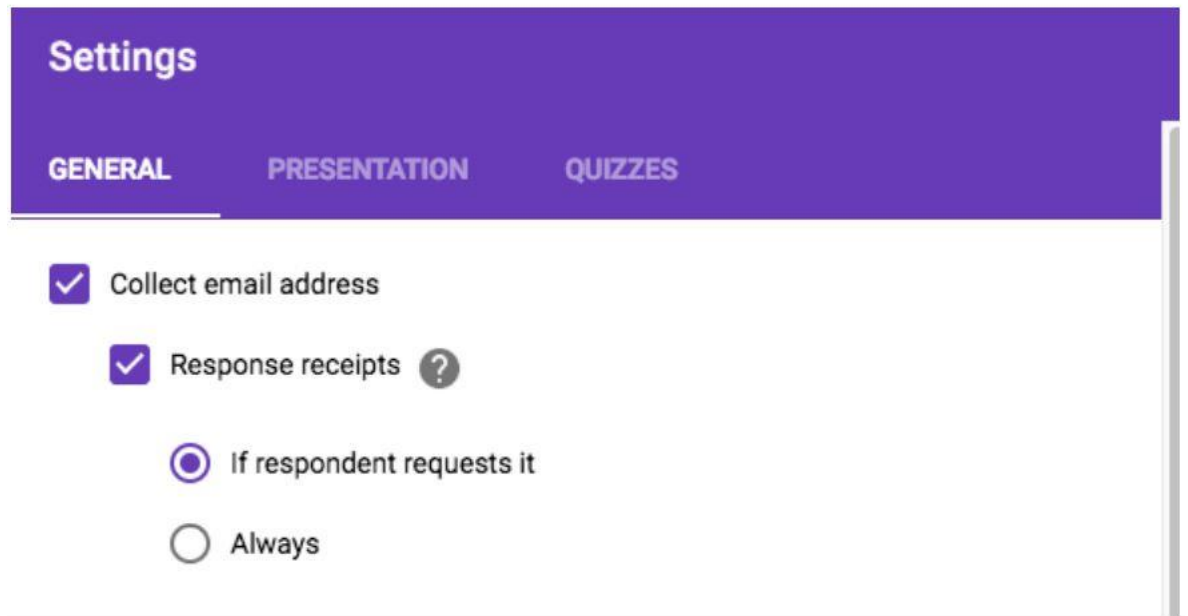 Settings
GENERAL PRESENTATION QUIZZES
Collect email address
Response receipts ?
If respondent requests it
Always